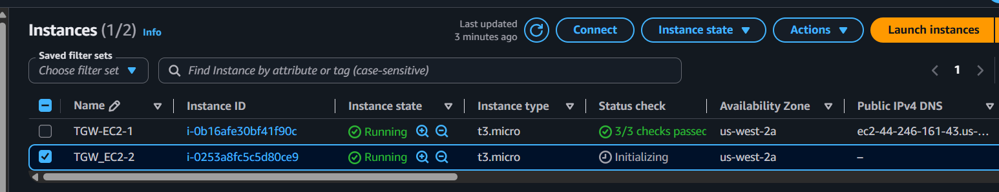 Instances (1/2) Info
Last updated
3 minutes ago
Connect
Instance state
Actions
Launch instances
Saved filter sets
Choose filter set
Find Instance by attribute or tag (case-sensitive)
1
Name Instance ID Instance state Instance type Status check Availability Zone Public IPv4 DNS
TGW-EC2-1 i-0b16afe30bf41f90c Running t3.micro 3/3 checks passec us-west-2a ec2-44-246-161-43.us-...
TGW_EC2-2 i-0253a8fc5c5d80ce9 Running t3.micro Initializing us-west-2a –